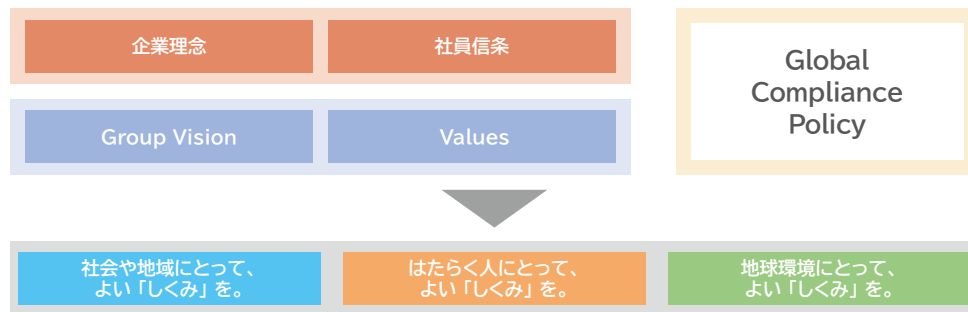 企業理念
社員信条
Group Vision
Values
Global
Compliance
Policy
社会や地域にとって、
よい「しくみ」を。
はたらく人にとって、
よい「しくみ」を。
地球環境にとって、
よい「しくみ」を。